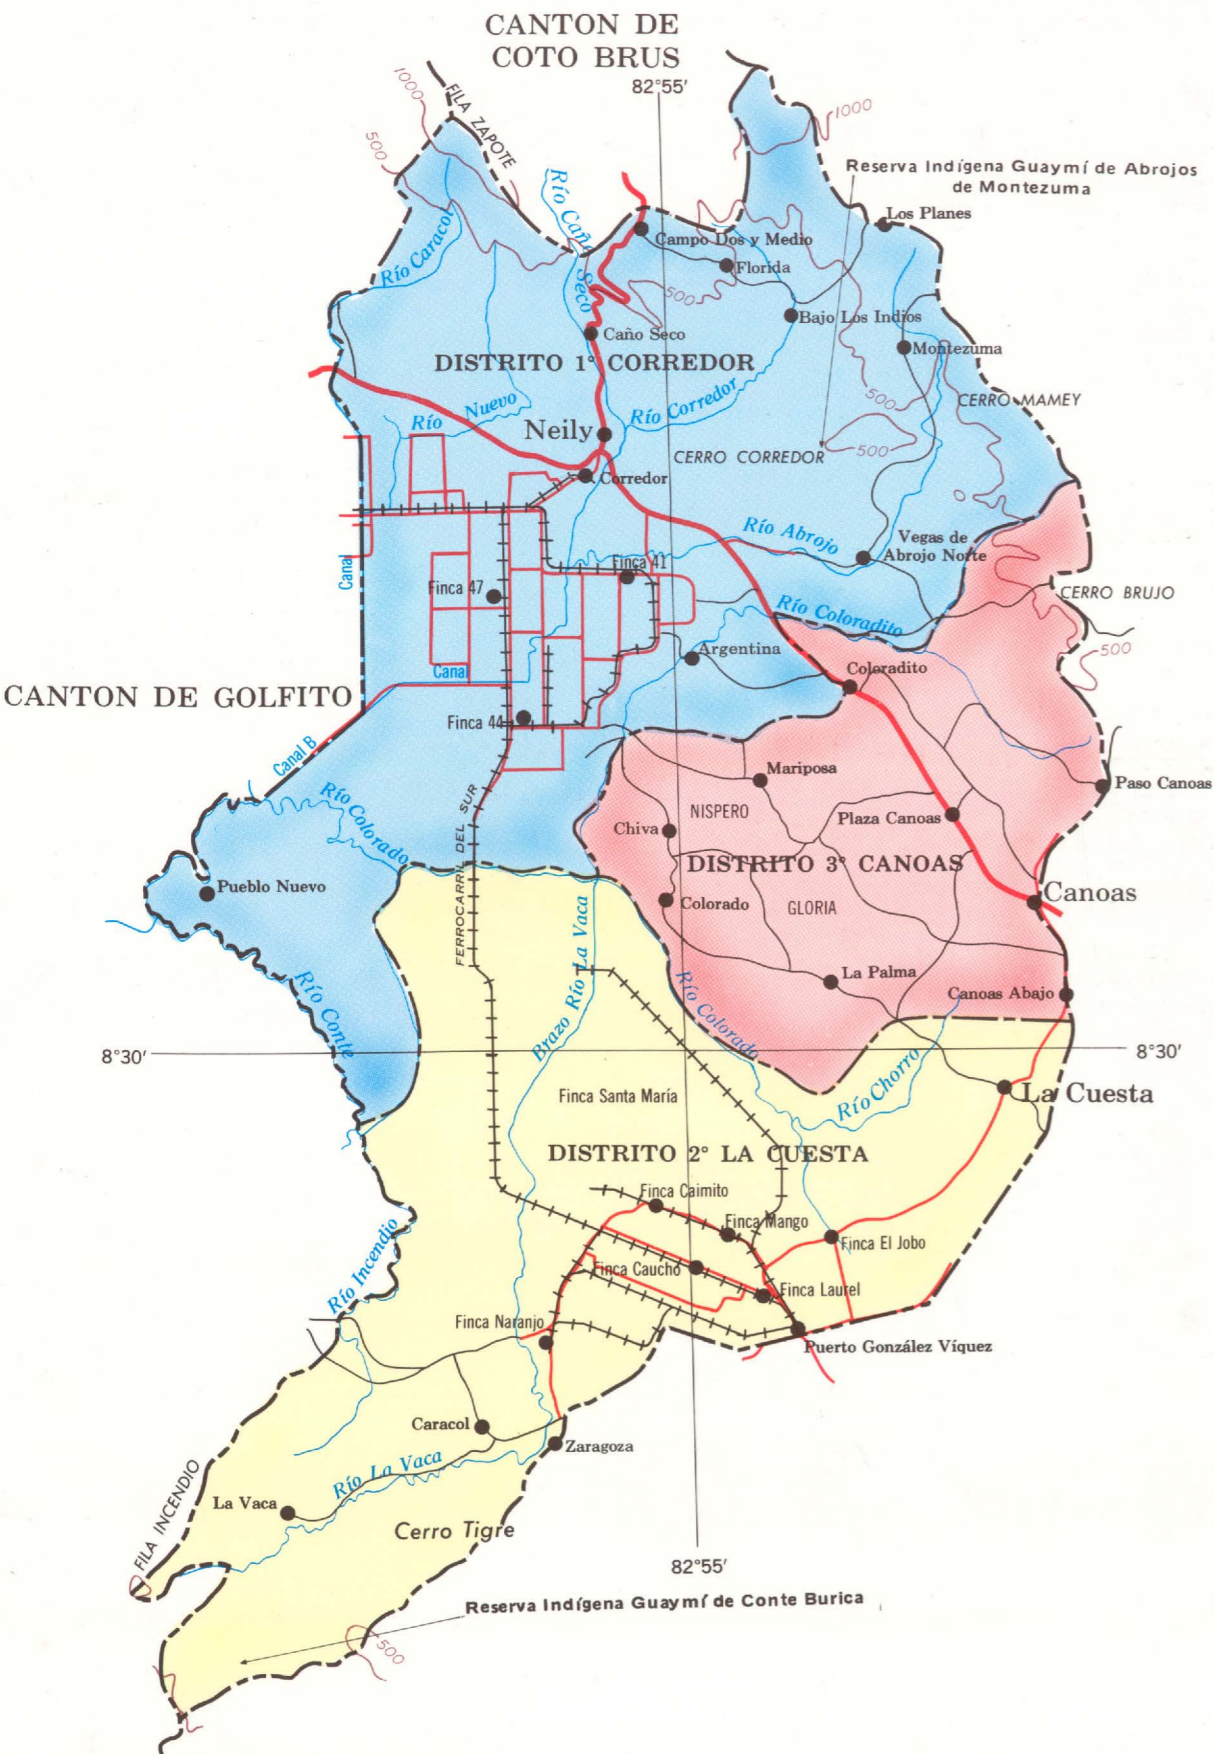 CANTON DE
COTO BRUS
82°55′
1000
FILA ZAPOTE
500
1000
Reserva Indígena Guaymí de Abrojos
de Montezuma
Río Caño Seco
Los Planes
Río Caracol
Campo Dos y Medio
Florida
500
Bajo Los Indios
Caño Seco
Montezuma
DISTRITO 1° CORREDOR
500
CERRO MAMEY
Río Nuevo
Río Corredor
Neily
500
CERRO CORREDOR
Corredor
Río Abrojo
Vegas de
Abrojo Norte
Canal
Finca 41
Finca 47
CERRO BRUJO
Río Coloradito
Argentina
500
Canal
Coloradito
CANTON DE GOLFITO
Finca 44
Canal B
Mariposa
Paso Canoas
Río Colorado
NISPERO
Plaza Canoas
Chiva
FERROCARRIL DEL SUR
DISTRITO 3° CANOAS
Pueblo Nuevo
Canoas
Colorado
GLORIA
Brazo Río La Vaca
La Palma
Río Conte
Río Colorado
Canoas Abajo
8°30′
8°30′
Río Chorro
Finca Santa María
La Cuesta
DISTRITO 2° LA CUESTA
Finca Caimito
Finca Mango
Río Incendio
Finca El Jobo
Finca Caucho
Finca Laurel
Finca Naranjo
Puerto González Víquez
Caracol
Zaragoza
Río La Vaca
FILA INCENDIO
La Vaca
Cerro Tigre
82°55′
Reserva Indígena Guaymí de Conte Burica
500